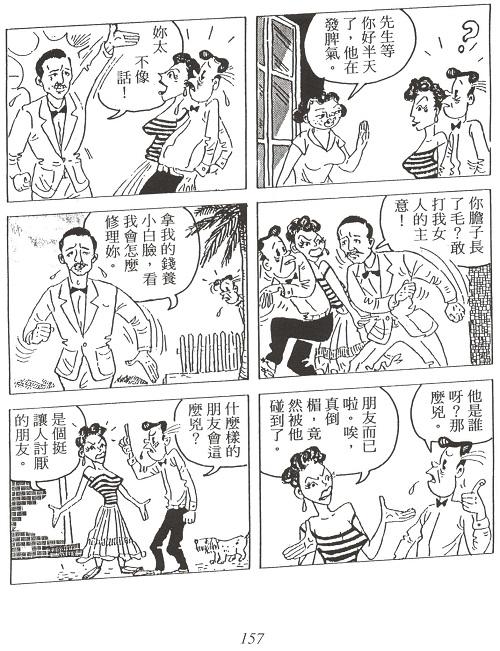 ？
先生等
你好半天
了，他在
發脾氣。
妳太
不像
話！
你膽子長
了毛？敢
打我女
人的主
意！
拿我的錢養
小白臉，看
我會怎麼
修理妳。
他是誰
呀？那
麼兇。
朋友而已
啦。唉，
真倒
楣，竟
然被他
碰到了。
什麼樣的
朋友會這
麼兇？
是個挺
讓人討厭
的朋友。
157